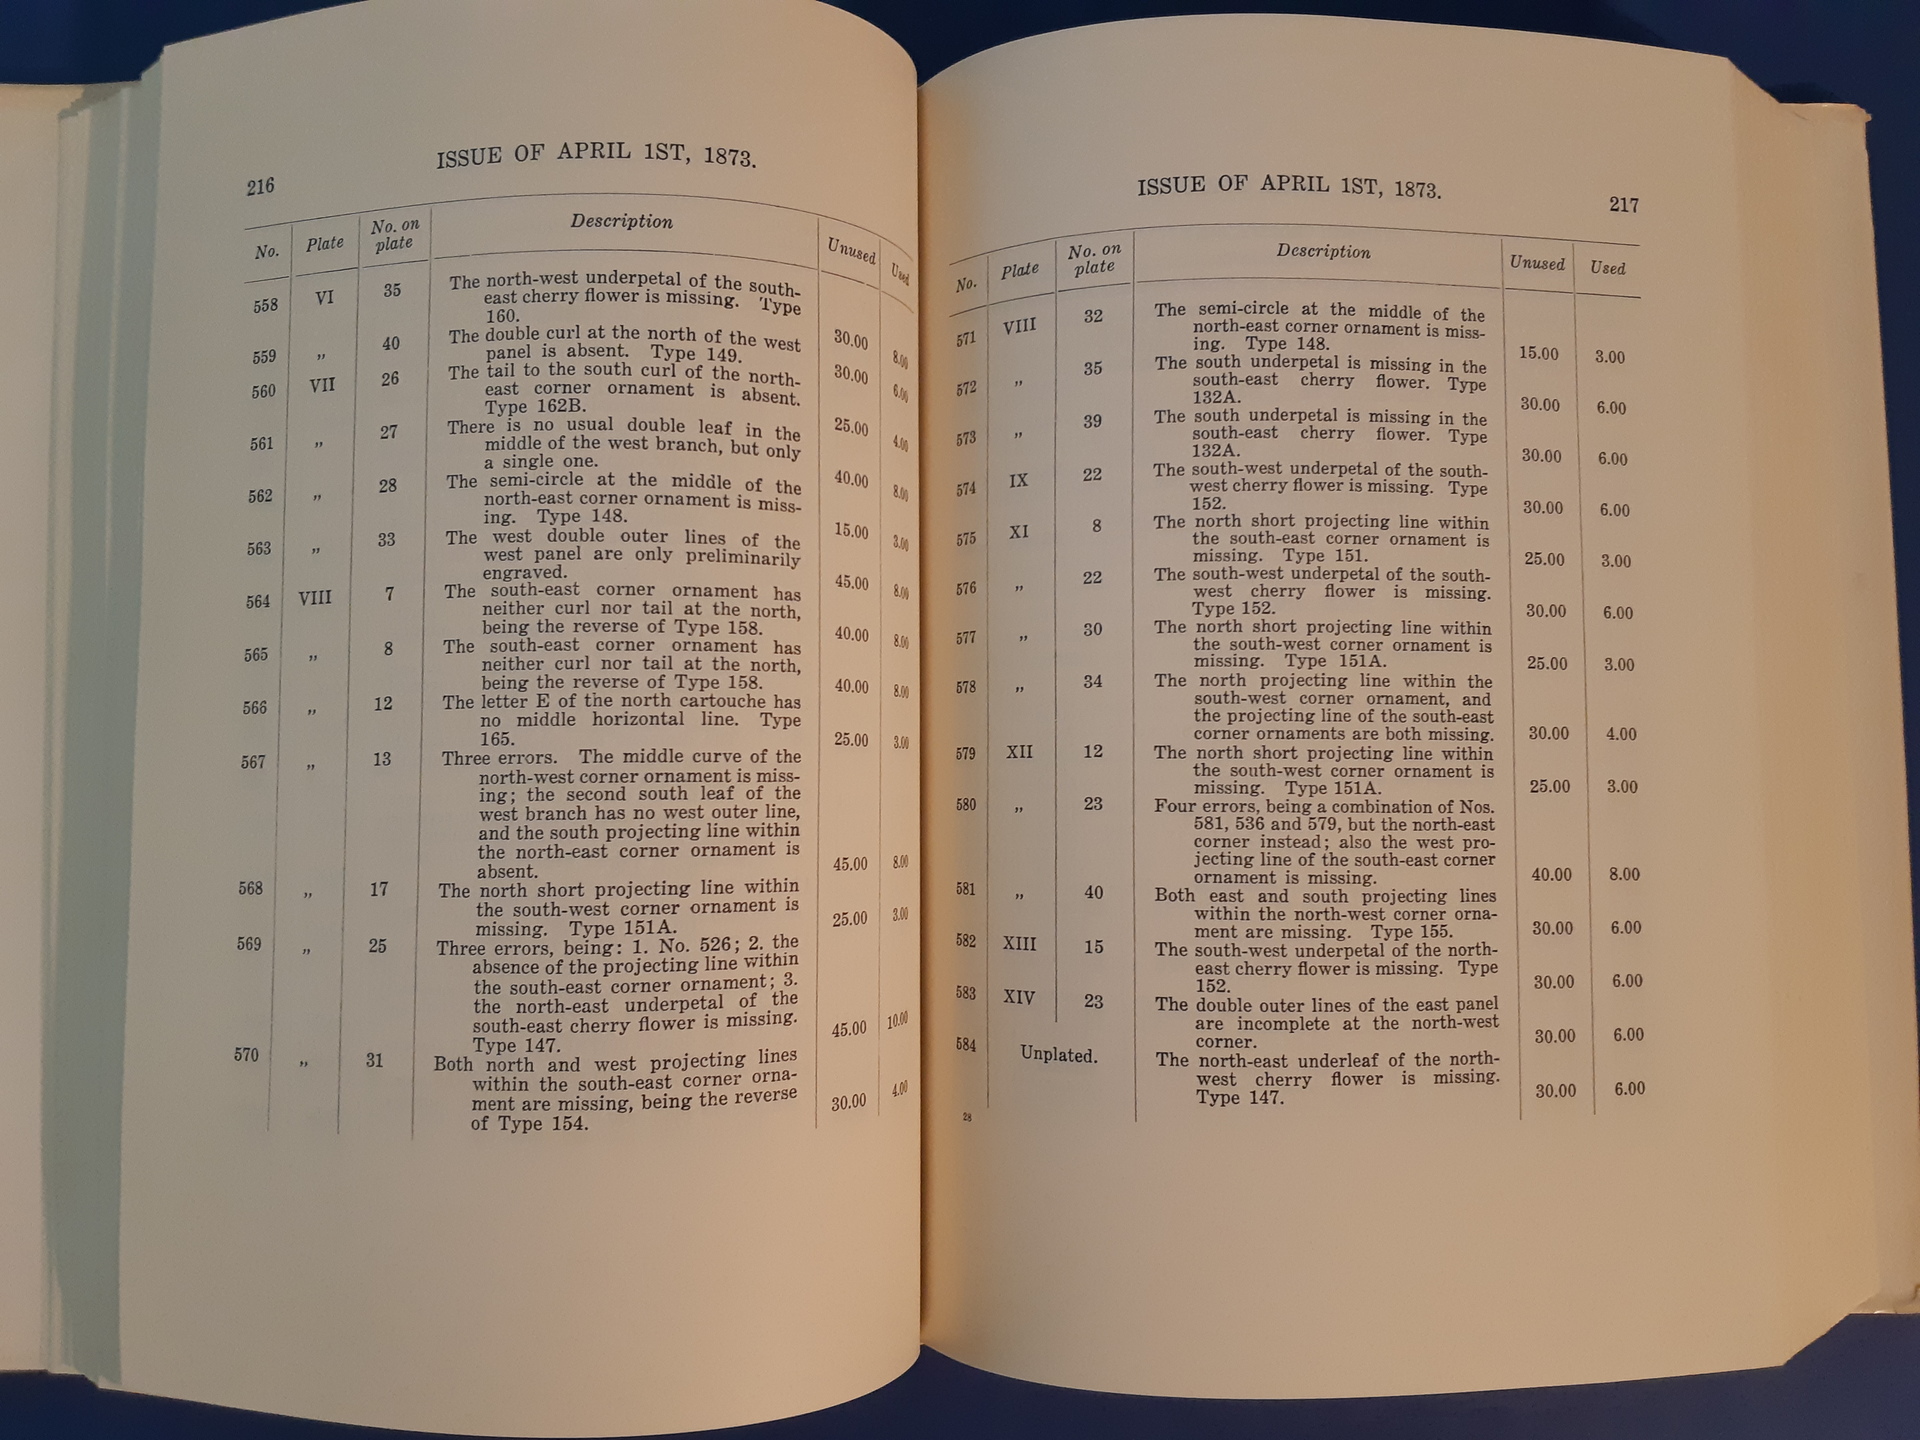 ISSUE OF APRIL 1ST, 1873.
216
No. Plate No. on plate Description Unused Used
558 VI 35 The north-west underpetal of the south-
east cherry flower is missing. Type
160. 30.00 8.00
559 „ 40 The double curl at the north of the west
panel is absent. Type 149. 30.00 6.00
560 VII 26 The tail to the south curl of the north-
east corner ornament is absent.
Type 162B. 25.00 4.00
561 „ 27 There is no usual double leaf in the
middle of the west branch, but only
a single one. 40.00 8.00
562 „ 28 The semi-circle at the middle of the
north-east corner ornament is miss-
ing. Type 148. 15.00 3.00
563 „ 33 The west double outer lines of the
west panel are only preliminarily
engraved. 45.00 8.00
564 VIII 7 The south-east corner ornament has
neither curl nor tail at the north,
being the reverse of Type 158. 40.00 8.00
565 „ 8 The south-east corner ornament has
neither curl nor tail at the north,
being the reverse of Type 158. 40.00 8.00
566 „ 12 The letter E of the north cartouche has
no middle horizontal line. Type
165. 25.00 3.00
567 „ 13 Three errors. The middle curve of the
north-west corner ornament is miss-
ing; the second south leaf of the
west branch has no west outer line,
and the south projecting line within
the north-east corner ornament is
absent. 45.00 8.00
568 „ 17 The north short projecting line within
the south-west corner ornament is
missing. Type 151A. 25.00 3.00
569 „ 25 Three errors, being: 1. No. 526; 2. the
absence of the projecting line within
the south-east corner ornament; 3.
the north-east underpetal of the
south-east cherry flower is missing.
Type 147. 45.00 10.00
570 „ 31 Both north and west projecting lines
within the south-east corner orna-
ment are missing, being the reverse
of Type 154. 30.00 4.00
ISSUE OF APRIL 1ST, 1873.
217
No. Plate No. on plate Description Unused Used
571 VIII 32 The semi-circle at the middle of the
north-east corner ornament is miss-
ing. Type 148. 15.00 3.00
572 „ 35 The south underpetal is missing in the
south-east cherry flower. Type
132A. 30.00 6.00
573 „ 39 The south underpetal is missing in the
south-east cherry flower. Type
132A. 30.00 6.00
574 IX 22 The south-west underpetal of the south-
west cherry flower is missing. Type
152. 30.00 6.00
575 XI 8 The north short projecting line within
the south-east corner ornament is
missing. Type 151. 25.00 3.00
576 „ 22 The south-west underpetal of the south-
west cherry flower is missing.
Type 152. 30.00 6.00
577 „ 30 The north short projecting line within
the south-west corner ornament is
missing. Type 151A. 25.00 3.00
578 „ 34 The north projecting line within the
south-west corner ornament, and
the projecting line of the south-east
corner ornaments are both missing. 30.00 4.00
579 XII 12 The north short projecting line within
the south-west corner ornament is
missing. Type 151A. 25.00 3.00
580 „ 23 Four errors, being a combination of Nos.
581, 536 and 579, but the north-east
corner instead; also the west pro-
jecting line of the south-east corner
ornament is missing. 40.00 8.00
581 „ 40 Both east and south projecting lines
within the north-west corner orna-
ment are missing. Type 155. 30.00 6.00
582 XIII 15 The south-west underpetal of the north-
east cherry flower is missing. Type
152. 30.00 6.00
583 XIV 23 The double outer lines of the east panel
are incomplete at the north-west
corner. 30.00 6.00
584 Unplated. The north-east underleaf of the north-
west cherry flower is missing.
Type 147. 30.00 6.00
28